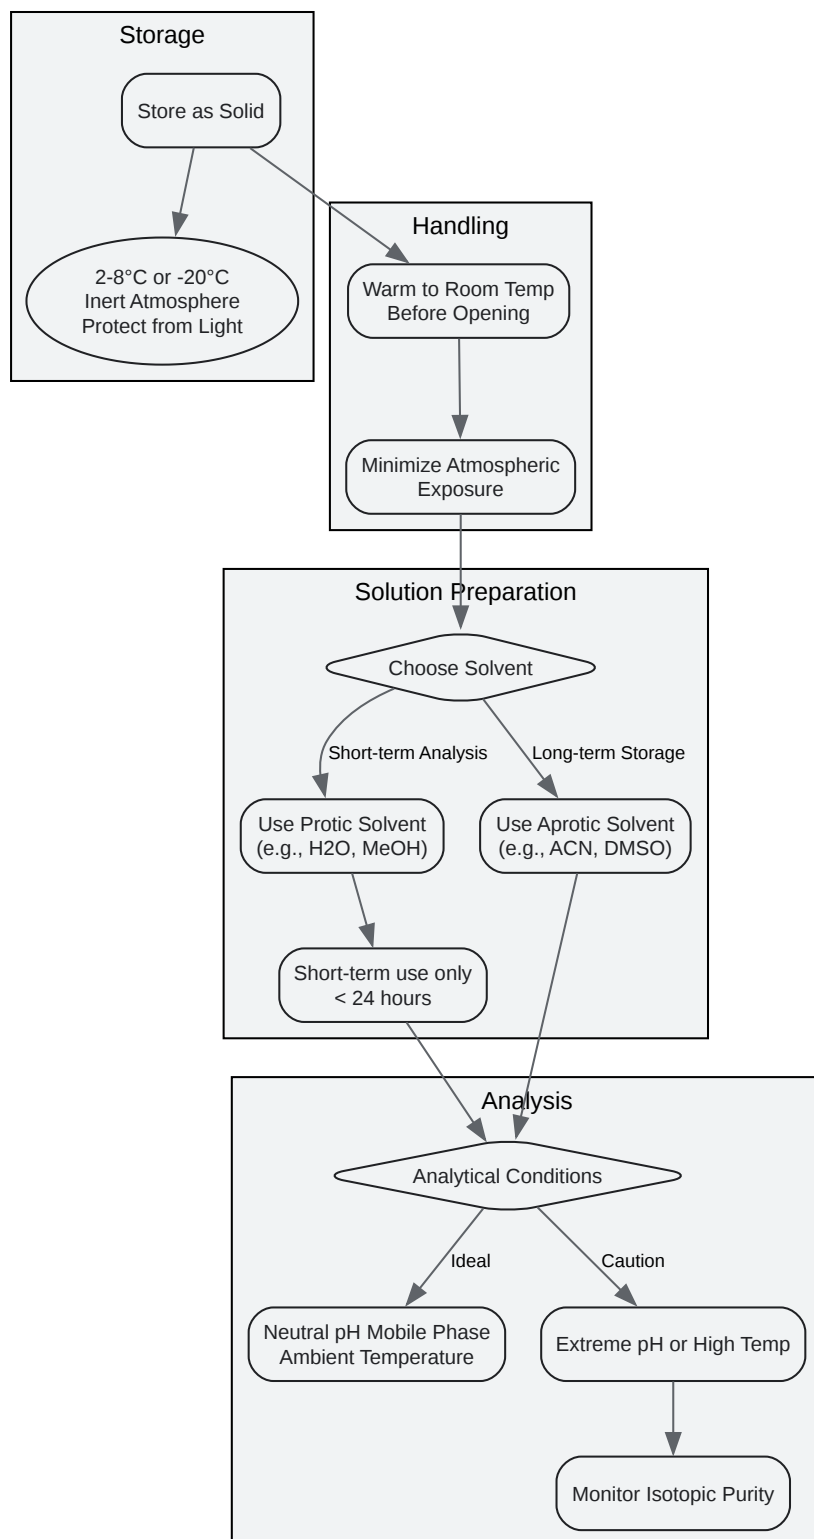 Storage
Store as Solid
2-8°C or -20°C
Inert Atmosphere
Protect from Light
Handling
Warm to Room Temp
Before Opening
Minimize Atmospheric
Exposure
Solution Preparation
Choose Solvent
Short-term Analysis
Long-term Storage
Use Protic Solvent
(e.g., H2O, MeOH)
Use Aprotic Solvent
(e.g., ACN, DMSO)
Short-term use only
< 24 hours
Analysis
Analytical Conditions
Ideal
Caution
Neutral pH Mobile Phase
Ambient Temperature
Extreme pH or High Temp
Monitor Isotopic Purity